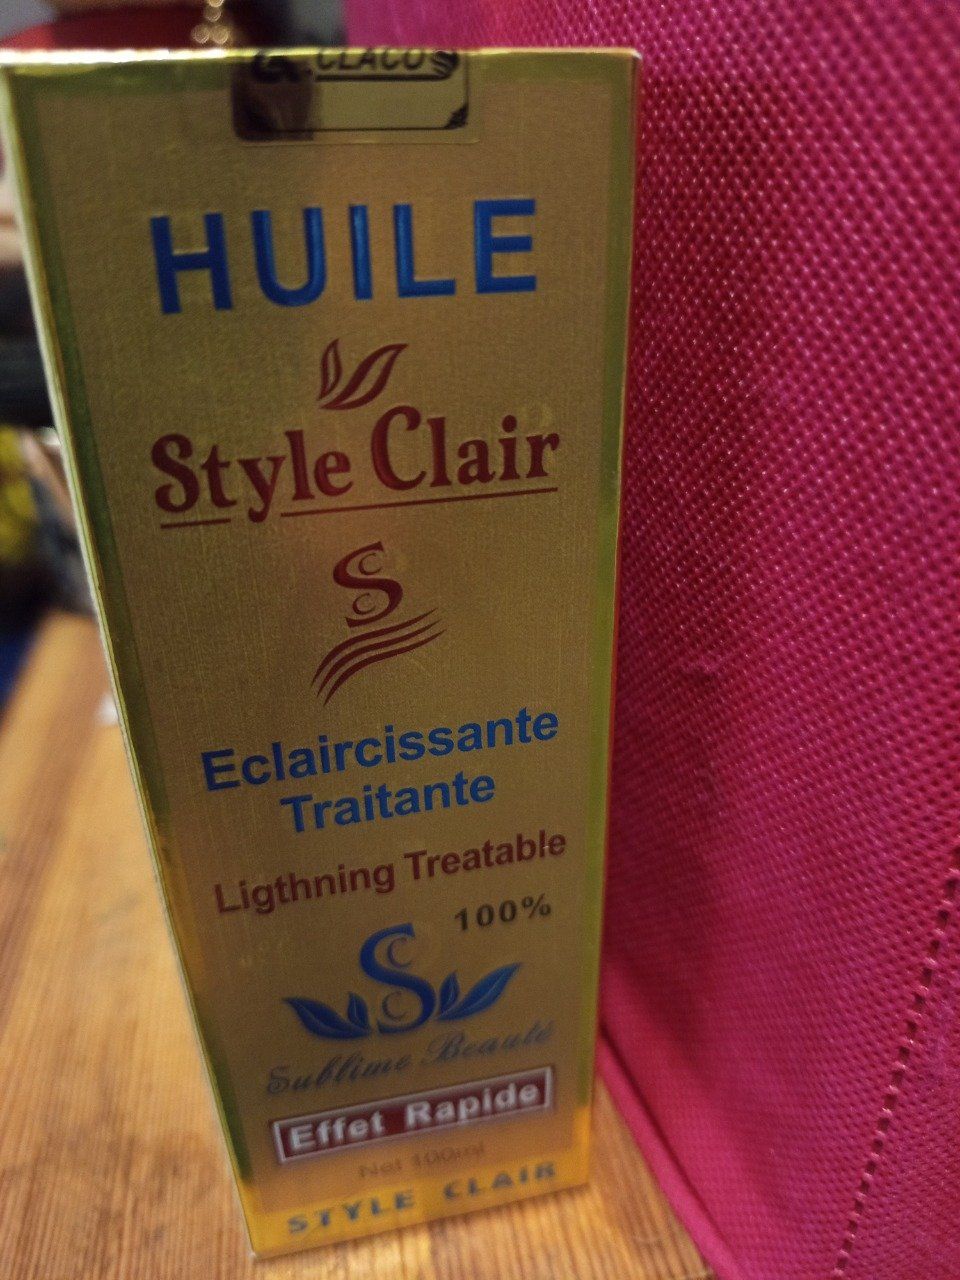 CLACO
HUILE
Style Clair
S
C
C
Eclaircissante
Traitante
Ligthning Treatable
100%
S
C
C
Sublime Beauté
Effet Rapide
Net 100ml
STYLE CLAIR